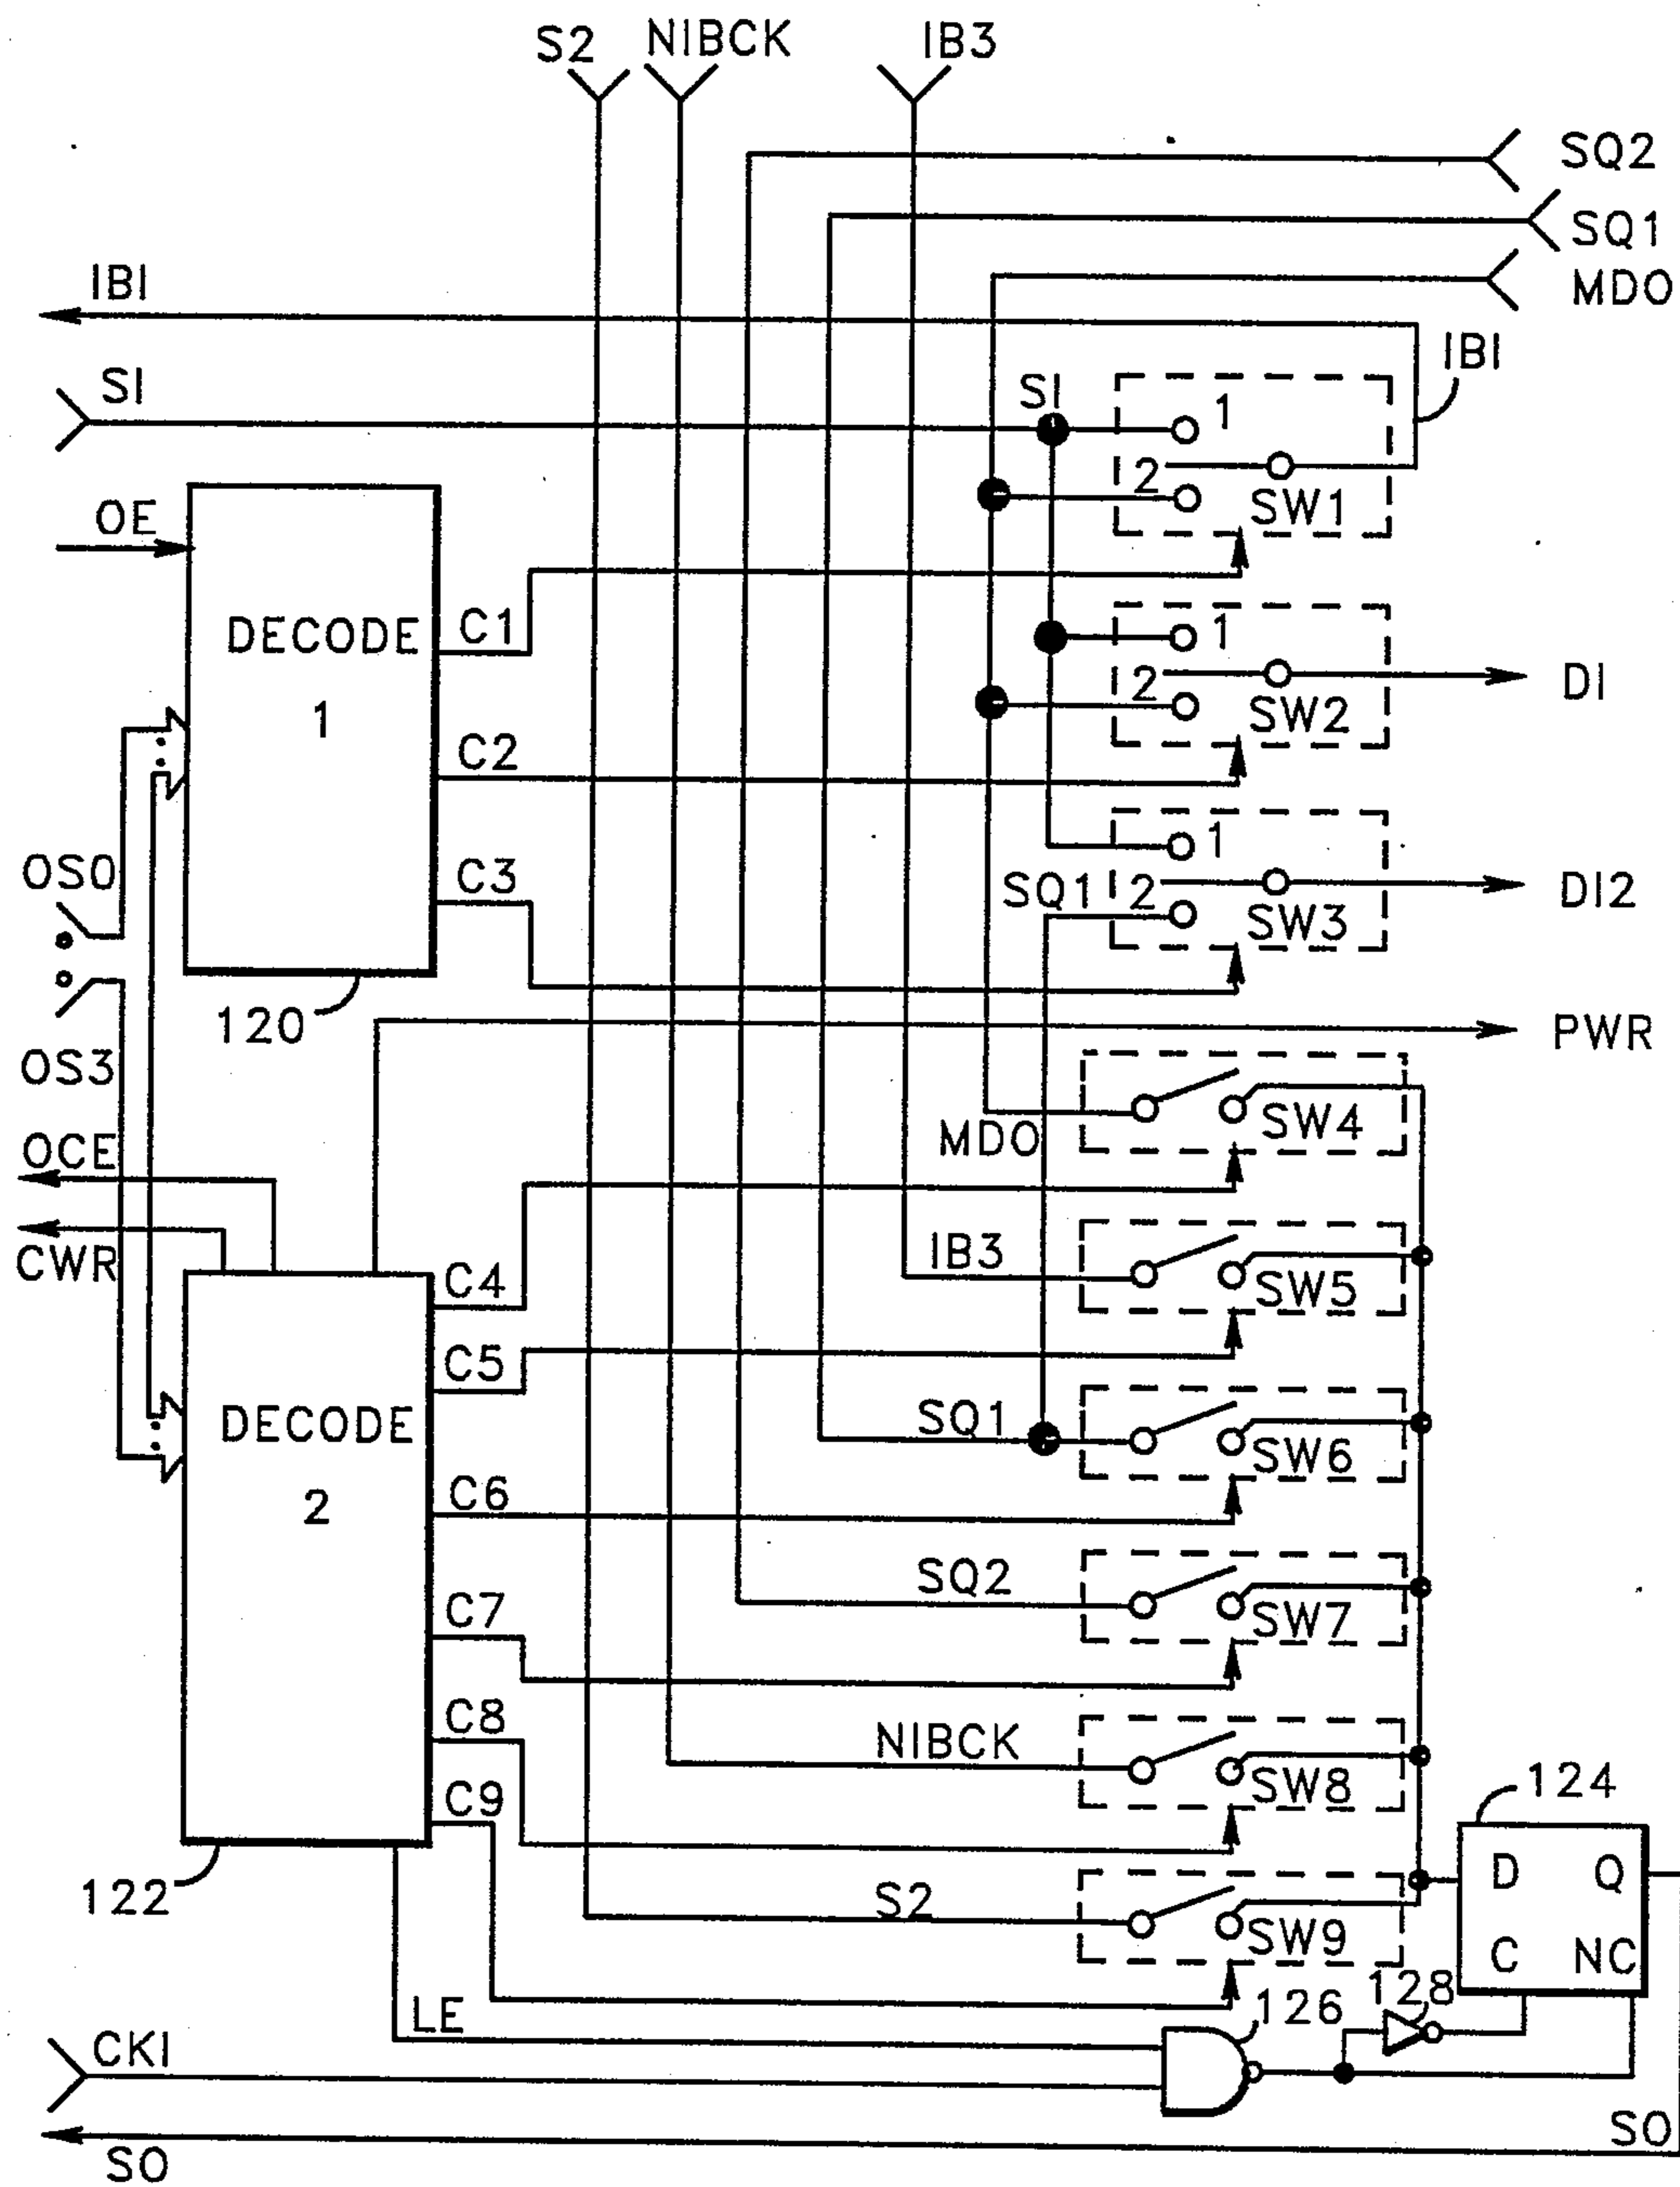 S2
NIBCK
IB3
SQ2
SQ1
MDO
IBI
IBI
SI
SI
1
2
SW1
OE
DECODE
1
C1
1
2
SW2
DI
C2
1
SQ1
2
SW3
DI2
OS0
C3
120
PWR
OS3
SW4
MDO
OCE
CWR
IB3
SW5
C4
C5
DECODE
2
SQ1
SW6
C6
SQ2
SW7
C7
NIBCK
SW8
C8
124
C9
D
Q
122
S2
SW9
C
NC
128
126
LE
CKI
SO
SO